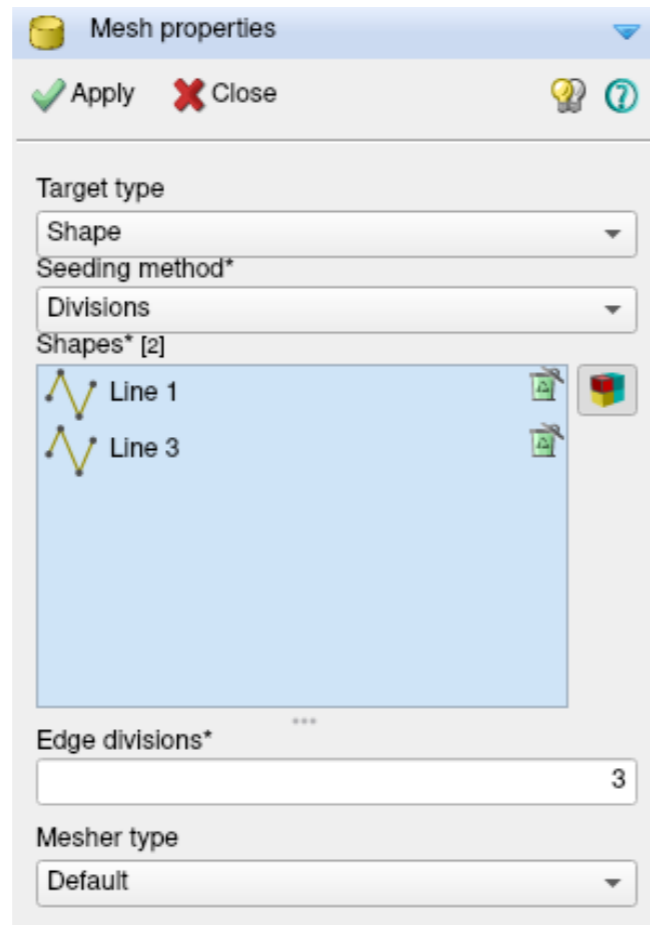 Mesh properties
Apply Close
Target type
Shape
Seeding method*
Divisions
Shapes* [2]
Line 1
Line 3
Edge divisions*
3
Mesher type
Default